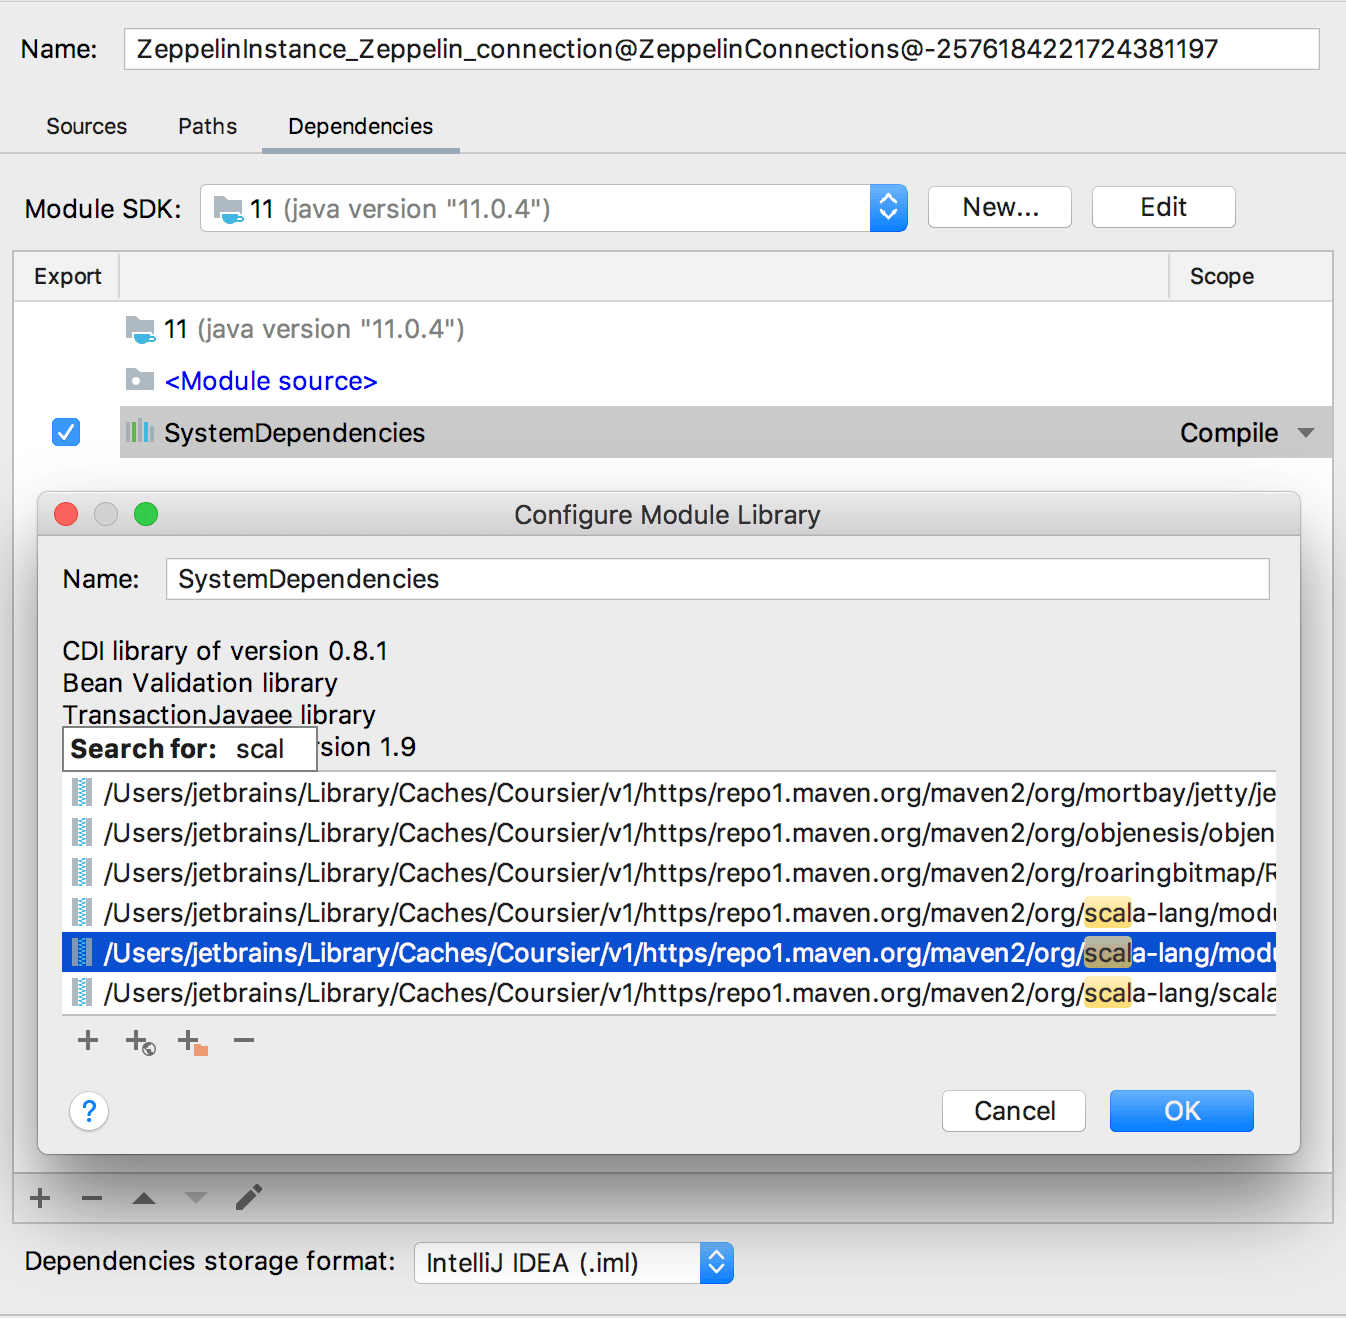 Name: ZeppelinInstance_Zeppelin_connection@ZeppelinConnections@-2576184221724381197
Sources Paths Dependencies
Module SDK: 11 (java version "11.0.4") New... Edit
Export Scope
11 (java version "11.0.4")
<Module source>
SystemDependencies Compile
Configure Module Library
Name: SystemDependencies
CDI library of version 0.8.1
Bean Validation library
TransactionJavaee library
Search for: scal rsion 1.9
/Users/jetbrains/Library/Caches/Coursier/v1/https/repo1.maven.org/maven2/org/mortbay/jetty/je
/Users/jetbrains/Library/Caches/Coursier/v1/https/repo1.maven.org/maven2/org/objenesis/objen
/Users/jetbrains/Library/Caches/Coursier/v1/https/repo1.maven.org/maven2/org/roaringbitmap/R
/Users/jetbrains/Library/Caches/Coursier/v1/https/repo1.maven.org/maven2/org/scala-lang/modu
/Users/jetbrains/Library/Caches/Coursier/v1/https/repo1.maven.org/maven2/org/scala-lang/modu
/Users/jetbrains/Library/Caches/Coursier/v1/https/repo1.maven.org/maven2/org/scala-lang/scala
? Cancel OK
Dependencies storage format: IntelliJ IDEA (.iml)